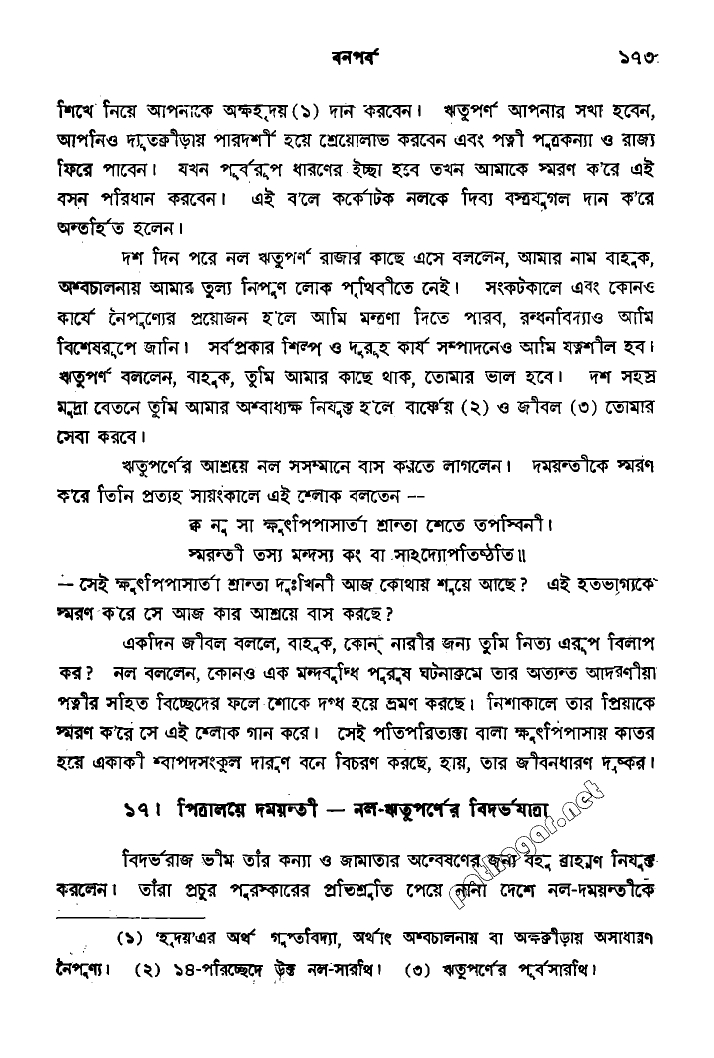 বনপর্ব ১৭৩
শিখে নিয়ে আপনাকে অক্ষহৃদয় (১) দান করবেন। ঋতুপর্ণ আপনার সখা হবেন,
আপনিও দ্যূতক্রীড়ায় পারদর্শী হয়ে শ্রেয়োলাভ করবেন এবং পত্নী পুত্রকন্যা ও রাজ্য
ফিরে পাবেন। যখন পূর্বরূপ ধারণের ইচ্ছা হবে তখন আমাকে স্মরণ ক'রে এই
বসন পরিধান করবেন। এই ব'লে কর্কোটক নলকে দিব্য বস্ত্রযুগল দান ক'রে
অন্তর্হিত হলেন।
দশ দিন পরে নল ঋতুপর্ণ রাজার কাছে এসে বললেন, আমার নাম বাহুক,
অশ্বচালনায় আমার তুল্য নিপুণ লোক পৃথিবীতে নেই। সংকটকালে এবং কোনও
কার্যে নৈপুণ্যের প্রয়োজন হ'লে আমি মন্ত্রণা দিতে পারব, রন্ধনবিদ্যাও আমি
বিশেষরূপে জানি। সর্বপ্রকার শিল্প ও দুরূহ কার্য সম্পাদনেও আমি যত্নশীল হব।
ঋতুপর্ণ বললেন, বাহুক, তুমি আমার কাছে থাক, তোমার ভাল হবে। দশ সহস্র
মুদ্রা বেতনে তুমি আমার অশ্বাধ্যক্ষ নিযুক্ত হ'লে বার্ষ্ণেয় (২) ও জীবল (৩) তোমার
সেবা করবে।
ঋতুপর্ণের আশ্রয়ে নল সসম্মানে বাস করতে লাগলেন। দময়ন্তীকে স্মরণ
ক'রে তিনি প্রত্যহ সায়ংকালে এই শ্লোক বলতেন --
ক্ব নু সা ক্ষুৎপিপাসার্তা শ্রান্তা শেতে তপস্বিনী।
স্মরন্তী তস্য মন্দস্য কং বা সাহদ্যোপতিষ্ঠতি॥
— সেই ক্ষুৎপিপাসার্তা শ্রান্তা দুঃখিনী আজ কোথায় শুয়ে আছে? এই হতভাগ্যকে
স্মরণ ক'রে সে আজ কার আশ্রয়ে বাস করছে?
একদিন জীবল বললে, বাহুক, কোন্ নারীর জন্য তুমি নিত্য এরূপ বিলাপ
কর? নল বললেন, কোনও এক মন্দবুদ্ধি পুরুষ ঘটনাক্রমে তার অত্যন্ত আদরণীয়া
পত্নীর সহিত বিচ্ছেদের ফলে শোকে দগ্ধ হয়ে ভ্রমণ করছে। নিশাকালে তার প্রিয়াকে
স্মরণ ক'রে সে এই শ্লোক গান করে। সেই পতিপরিত্যক্তা বালা ক্ষুৎপিপাসায় কাতর
হয়ে একাকী শ্বাপদসংকুল দারুণ বনে বিচরণ করছে, হায়, তার জীবনধারণ দুষ্কর।
১৭। পিত্রালয়ে দময়ন্তী — নল-ঋতুপর্ণের বিদর্ভযাত্রা
বিদর্ভরাজ ভীম তাঁর কন্যা ও জামাতার অন্বেষণের জন্য বহু ব্রাহ্মণ নিযুক্ত
করলেন। তাঁরা প্রচুর পুরস্কারের প্রতিশ্রুতি পেয়ে নানা দেশে নল-দময়ন্তীকে
(১) 'হৃদয়'এর অর্থ গুপ্তবিদ্যা, অর্থাৎ অশ্বচালনায় বা অক্ষক্রীড়ায় অসাধারণ
নৈপুণ্য। (২) ১৪-পরিচ্ছেদে উক্ত নল-সারথি। (৩) ঋতুপর্ণের পূর্বসারথি।
pathagar.net